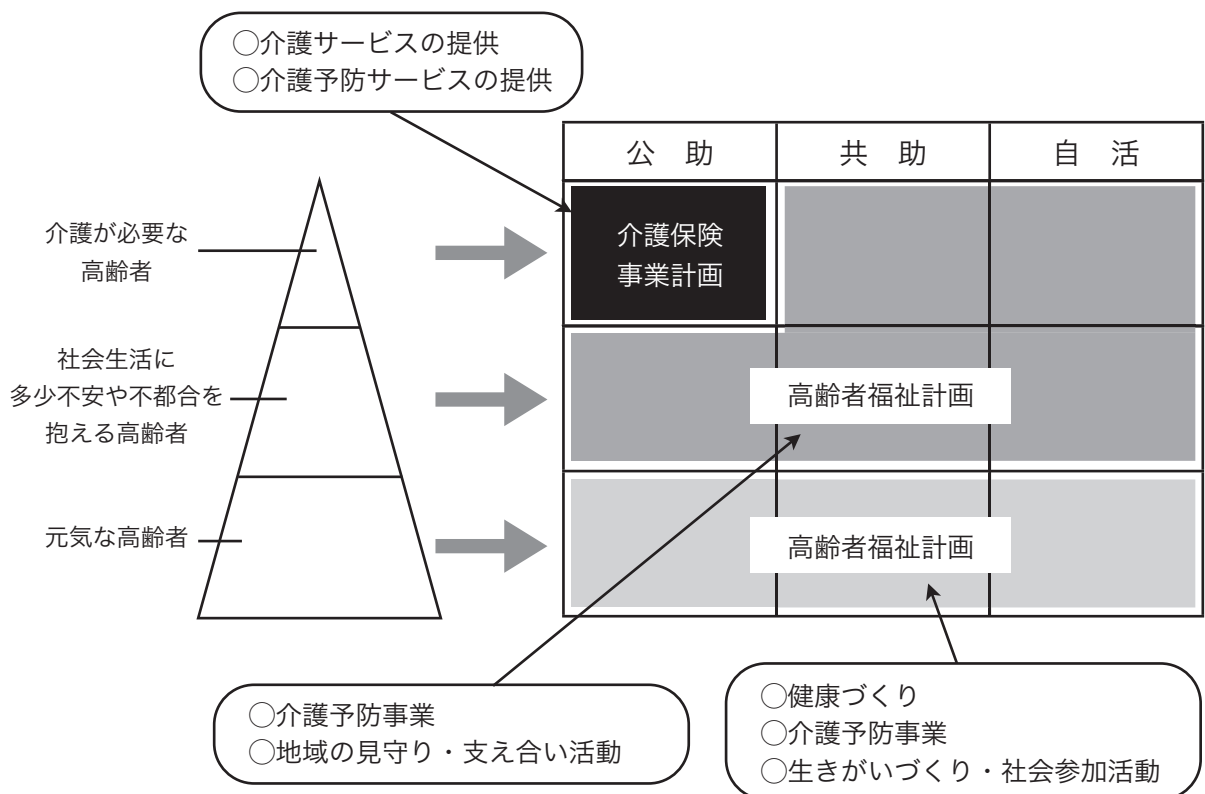 ○介護サービスの提供
○介護予防サービスの提供
公　助
共　助
自　活
介護が必要な
高齢者
介護保険
事業計画
社会生活に
多少不安や不都合を
抱える高齢者
高齢者福祉計画
元気な高齢者
高齢者福祉計画
○介護予防事業
○地域の見守り・支え合い活動
○健康づくり
○介護予防事業
○生きがいづくり・社会参加活動